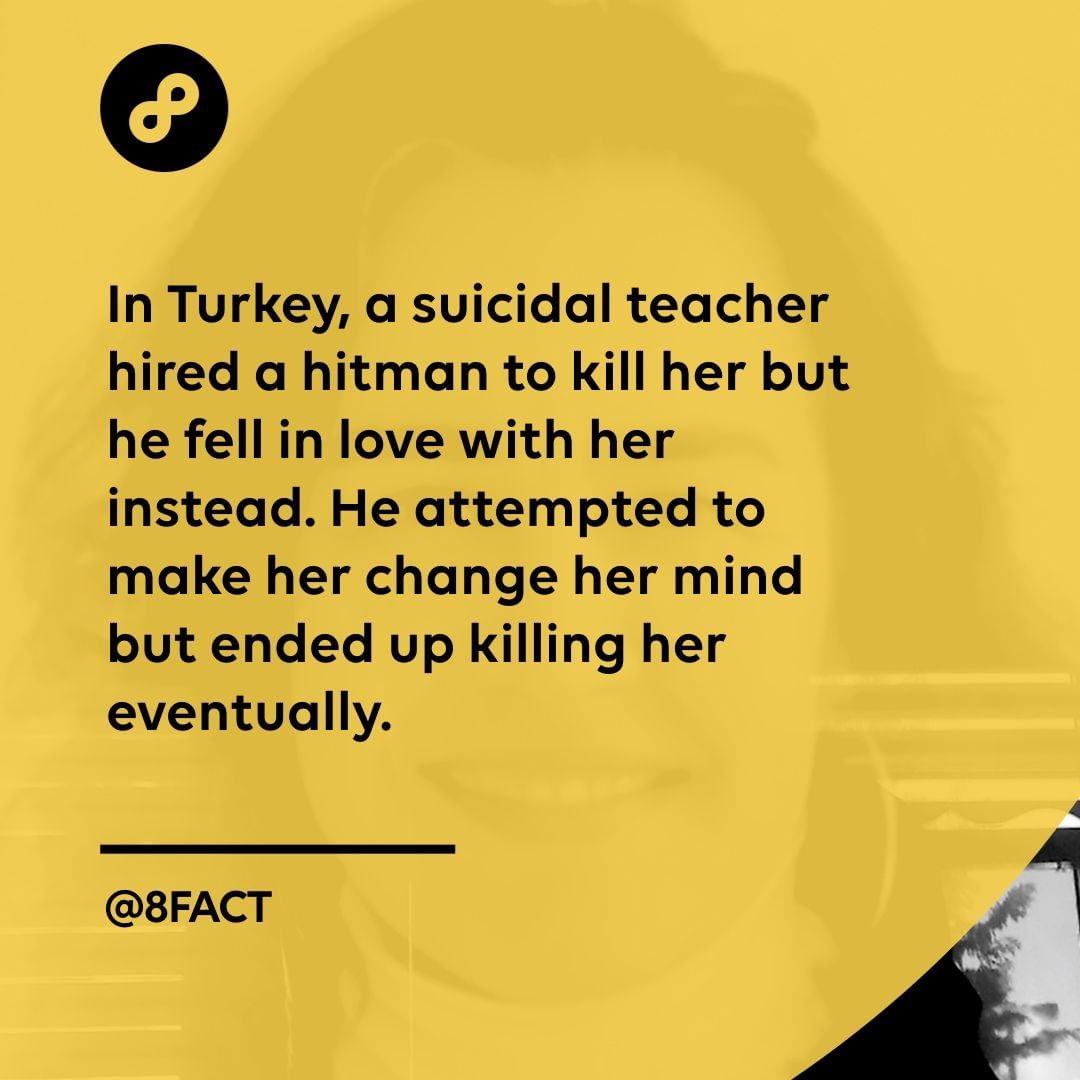 In Turkey, a suicidal teacher
hired a hitman to kill her but
he fell in love with her
instead. He attempted to
make her change her mind
but ended up killing her
eventually.
@8FACT